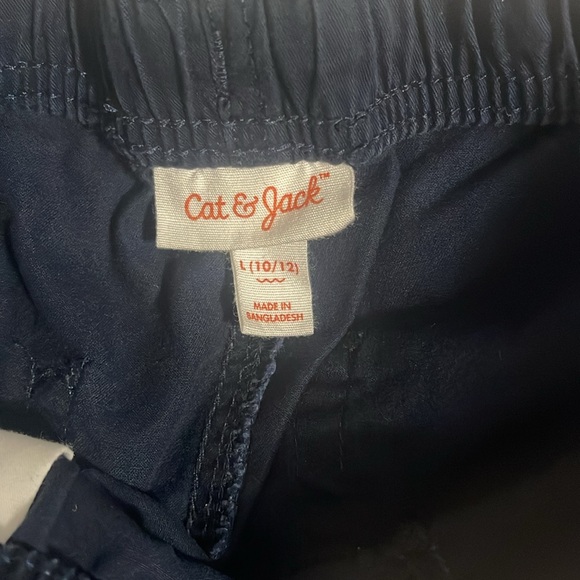 Cat & Jack™
L (10/12)
MADE IN
BANGLADESH